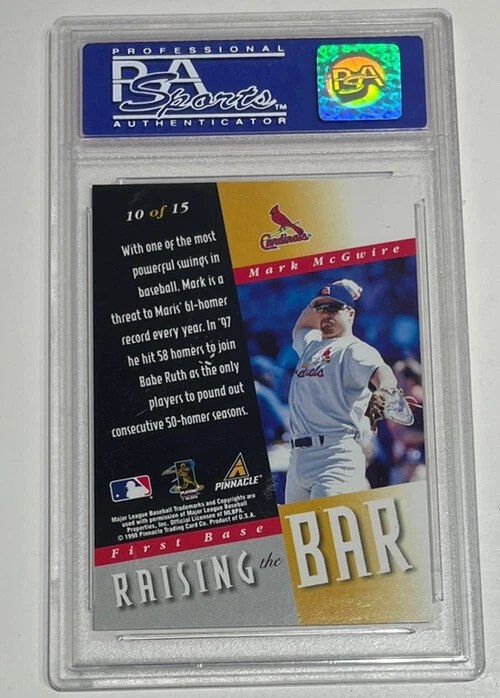 PROFESSIONAL
PSA
Sports™
AUTHENTICATOR
PSA
10 of 15
Cardinals
Mark McGwire
With one of the most
powerful swings in
baseball. Mark is a
threat to Maris' 61-homer
record every year. In '97
he hit 58 homers to join
Babe Ruth as the only
players to pound out
consecutive 50-homer seasons.
PINNACLE
Major League Baseball Trademarks and Copyrights are
used with permission of Major League Baseball
Properties, Inc. Official Licensee of MLBPA.
© 1998 Pinnacle Trading Card Co. Product of U.S.A.
First Base
RAISING the BAR